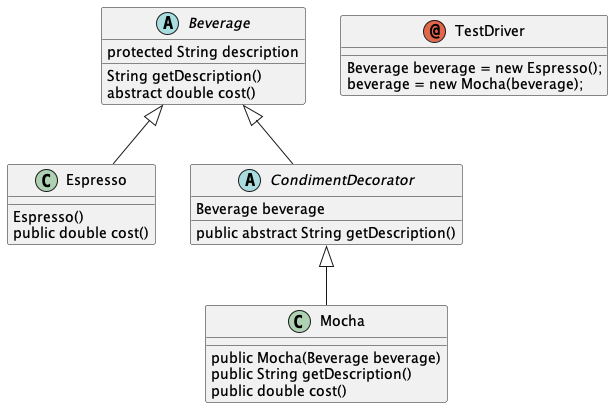 A Beverage
protected String description
String getDescription()
abstract double cost()
@ TestDriver
Beverage beverage = new Espresso();
beverage = new Mocha(beverage);
C Espresso
Espresso()
public double cost()
A CondimentDecorator
Beverage beverage
public abstract String getDescription()
C Mocha
public Mocha(Beverage beverage)
public String getDescription()
public double cost()